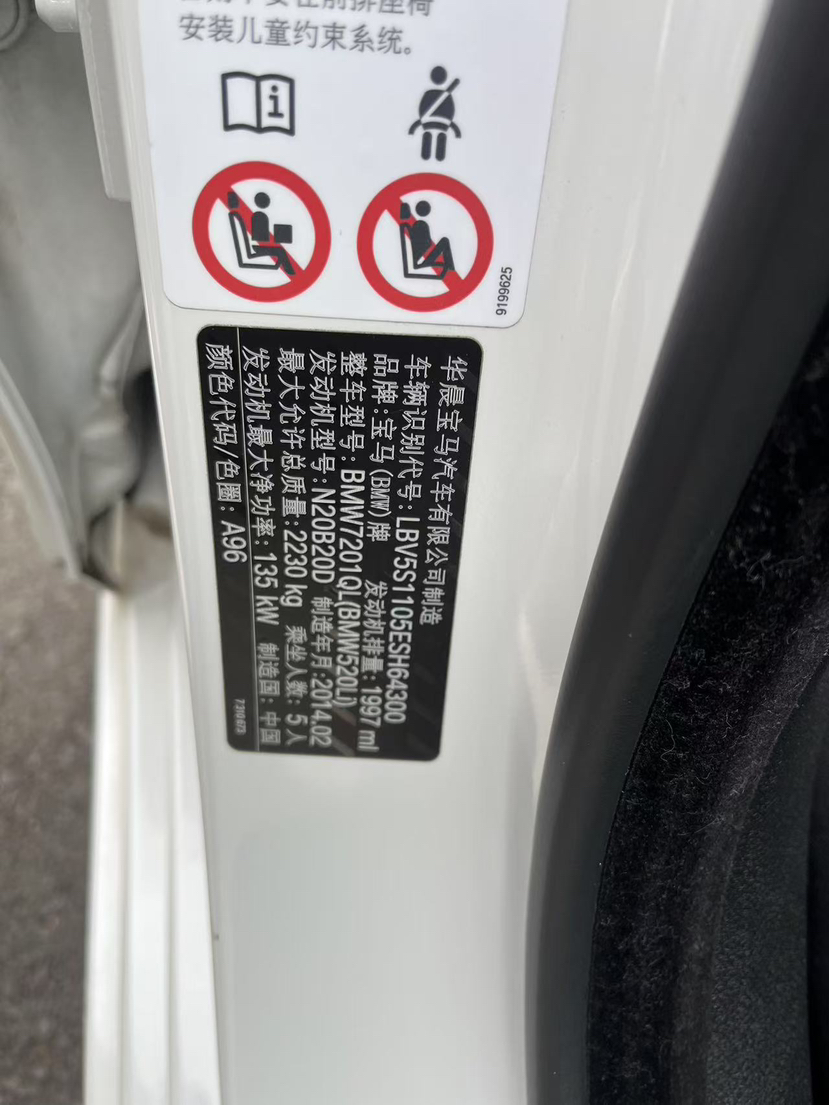 安装儿童约束系统。
9199625
华晨宝马汽车有限公司制造
车辆识别代号:LBV5S1105ESH64300
品牌:宝马(BMW)牌 发动机排量:1997 ml
整车型号:BMW7201QL(BMW520Li)
发动机型号:N20B20D 制造年月:2014.02
最大允许总质量:2230 kg 乘坐人数:5人
发动机最大净功率:135 kW 制造国:中国
颜色代码/色圈:A96